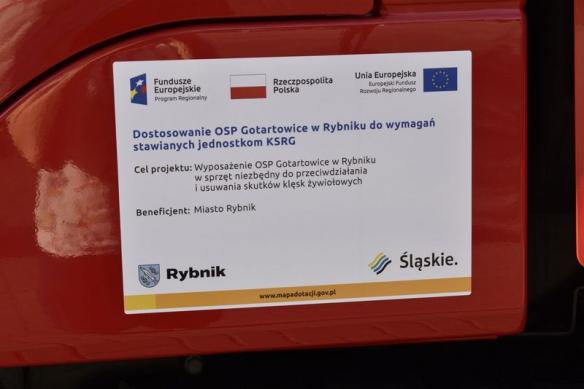 Fundusze
Europejskie
Program Regionalny
Rzeczpospolita
Polska
Unia Europejska
Europejski Fundusz
Rozwoju Regionalnego
Dostosowanie OSP Gotartowice w Rybniku do wymagań
stawianych jednostkom KSRG
Cel projektu: Wyposażenie OSP Gotartowice w Rybniku
w sprzęt niezbędny do przeciwdziałania
i usuwania skutków klęsk żywiołowych
Beneficjent: Miasto Rybnik
Rybnik
Śląskie.
www.mapadotacji.gov.pl